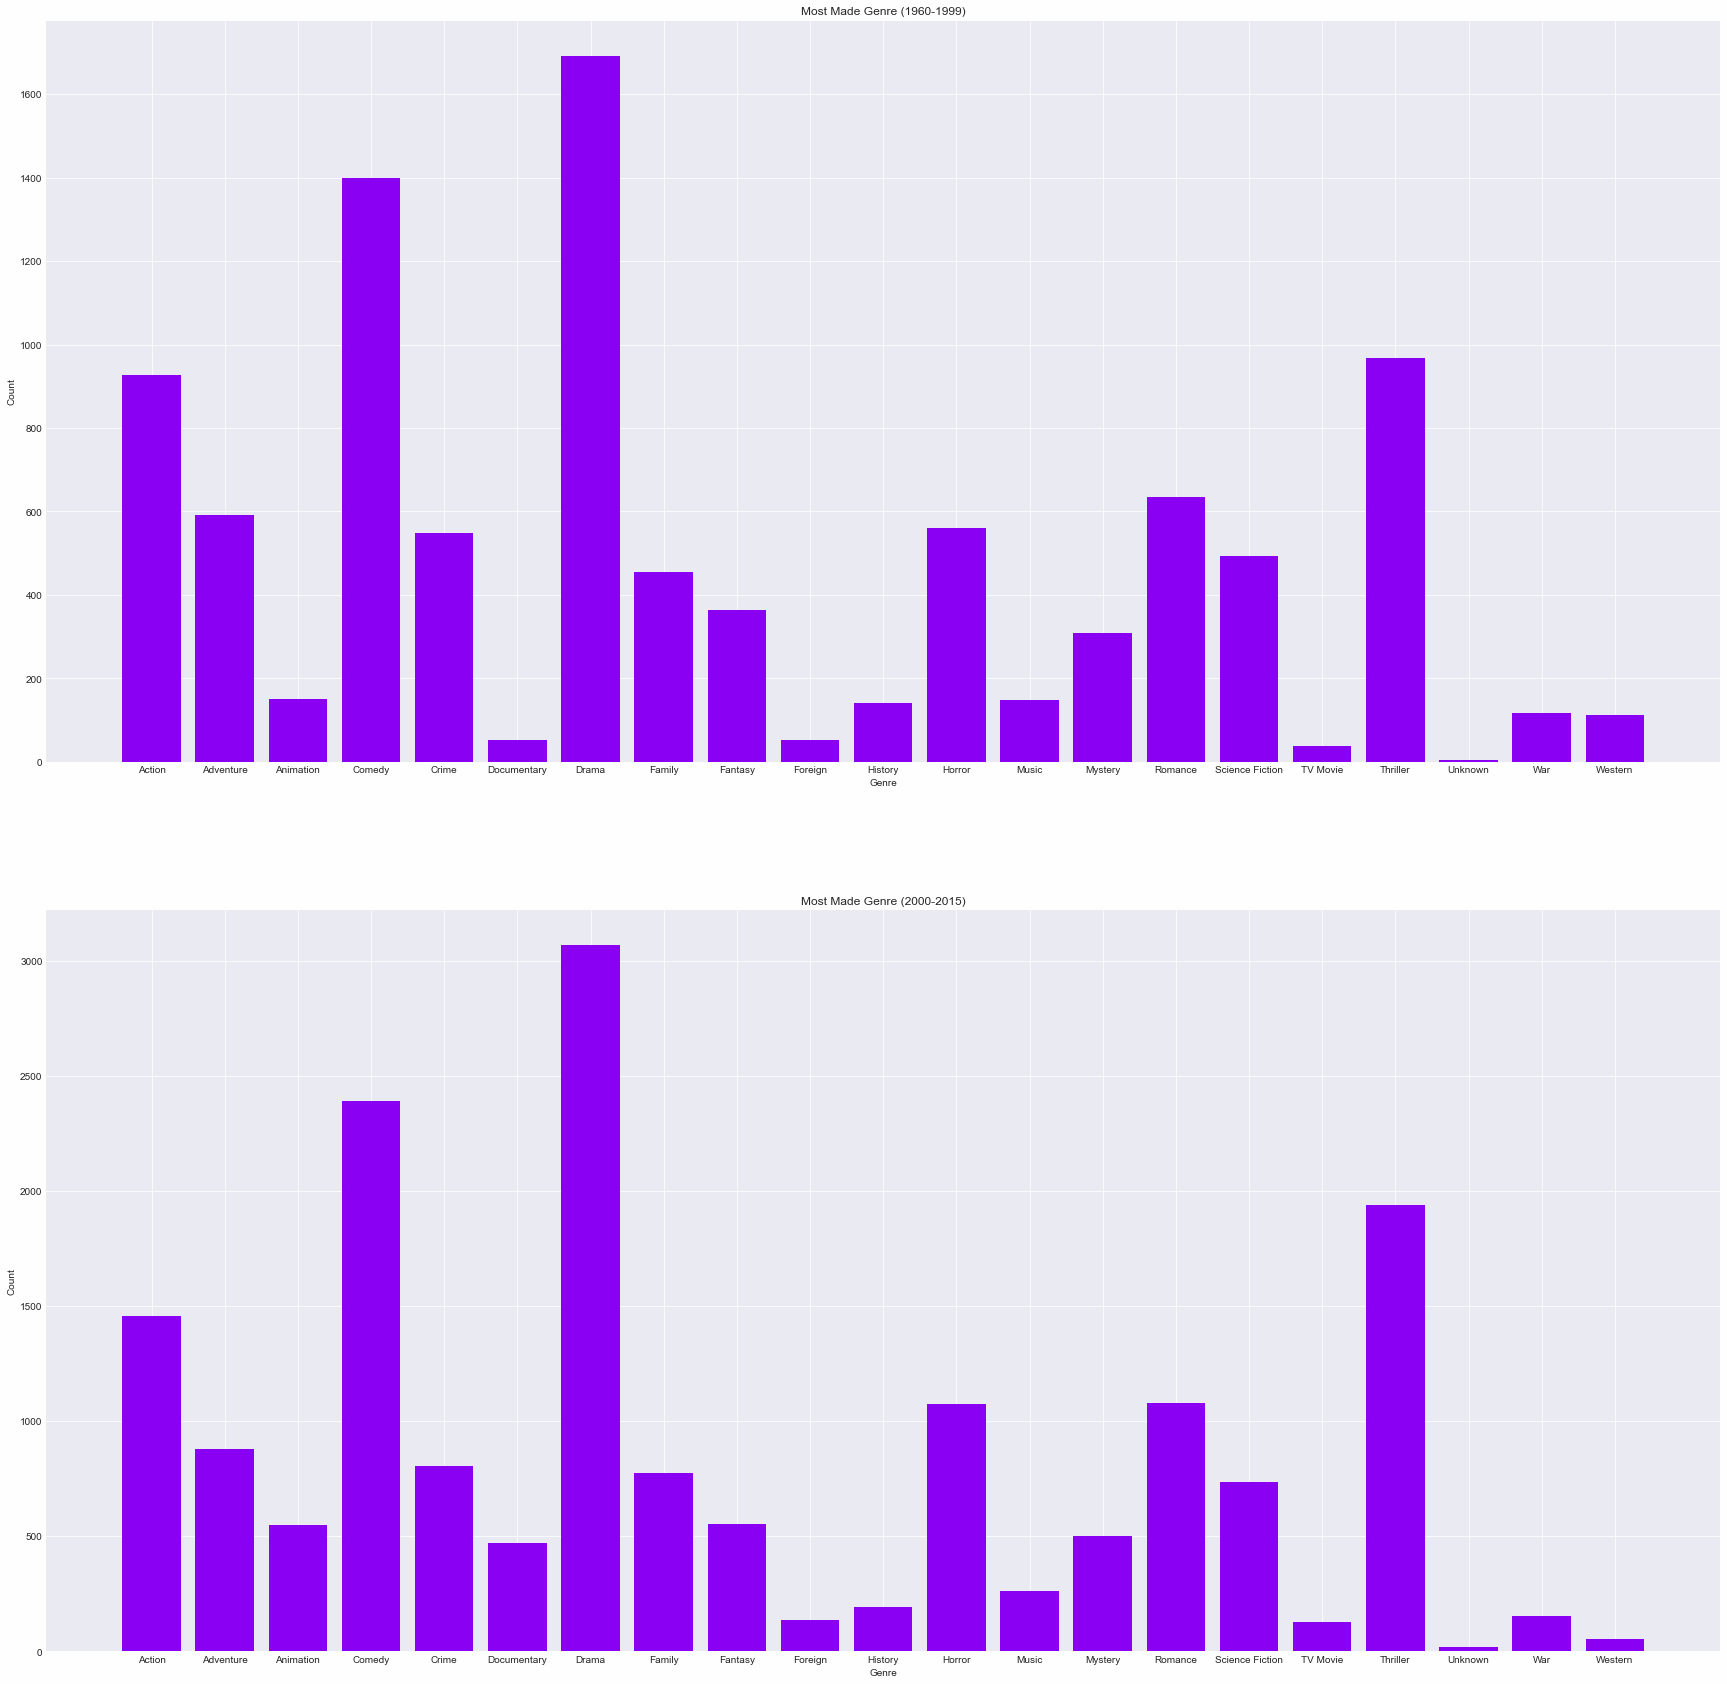 Most Made Genre (1960-1999)
1600
1400
1200
1000
800
600
400
200
0
Count
Action Adventure Animation Comedy Crime Documentary Drama Family Fantasy Foreign History Horror Music Mystery Romance Science Fiction TV Movie Thriller Unknown War Western
Genre
Most Made Genre (2000-2015)
3000
2500
2000
1500
1000
500
0
Count
Action Adventure Animation Comedy Crime Documentary Drama Family Fantasy Foreign History Horror Music Mystery Romance Science Fiction TV Movie Thriller Unknown War Western
Genre